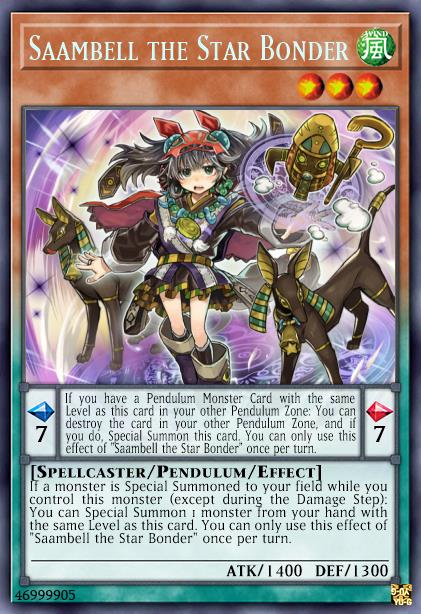 Saambell the Star Bonder
WIND
風
If you have a Pendulum Monster Card with the same
Level as this card in your other Pendulum Zone: You can
destroy the card in your other Pendulum Zone, and if
you do, Special Summon this card. You can only use this
effect of "Saambell the Star Bonder" once per turn.
7
7
[Spellcaster/Pendulum/Effect]
If a monster is Special Summoned to your field while you
control this monster (except during the Damage Step):
You can Special Summon 1 monster from your hand with
the same Level as this card. You can only use this effect of
"Saambell the Star Bonder" once per turn.
ATK/1400 DEF/1300
46999905